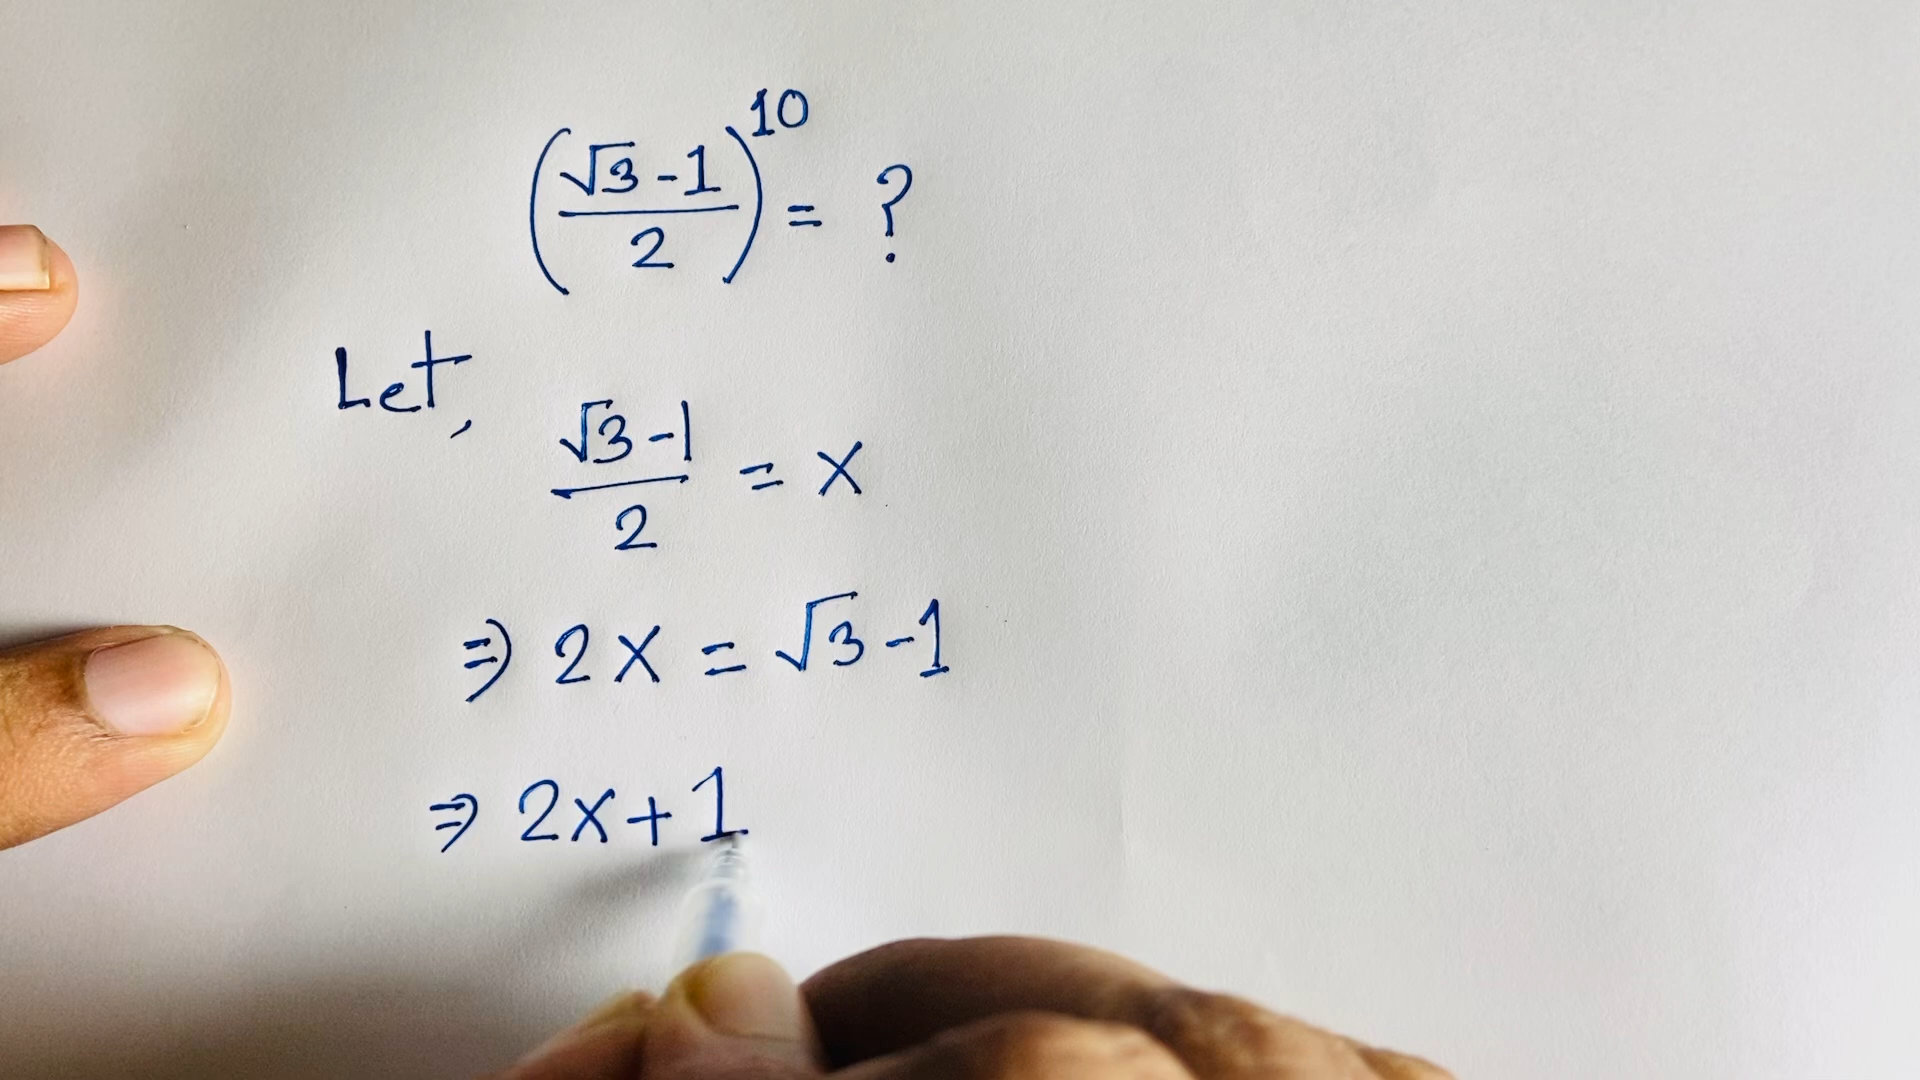 (√3-1/2)^10 = ?
Let,
√3-1/2 = x
⇒ 2x = √3-1
⇒ 2x+1